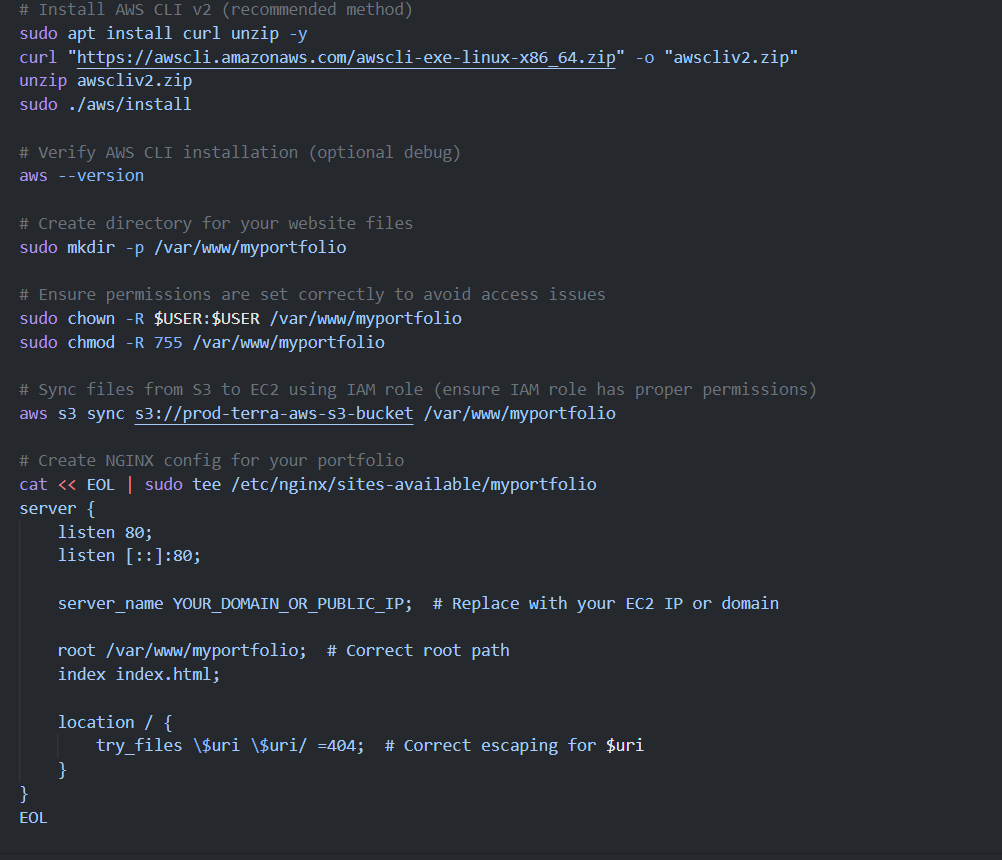 # Install AWS CLI v2 (recommended method)
sudo apt install curl unzip -y
curl "https://awscli.amazonaws.com/awscli-exe-linux-x86_64.zip" -o "awscliv2.zip"
unzip awscliv2.zip
sudo ./aws/install
# Verify AWS CLI installation (optional debug)
aws --version
# Create directory for your website files
sudo mkdir -p /var/www/myportfolio
# Ensure permissions are set correctly to avoid access issues
sudo chown -R $USER:$USER /var/www/myportfolio
sudo chmod -R 755 /var/www/myportfolio
# Sync files from S3 to EC2 using IAM role (ensure IAM role has proper permissions)
aws s3 sync s3://prod-terra-aws-s3-bucket /var/www/myportfolio
# Create NGINX config for your portfolio
cat << EOL | sudo tee /etc/nginx/sites-available/myportfolio
server {
    listen 80;
    listen [::]:80;
    server_name YOUR_DOMAIN_OR_PUBLIC_IP;  # Replace with your EC2 IP or domain
    root /var/www/myportfolio;  # Correct root path
    index index.html;
    location / {
        try_files \$uri \$uri/ =404;  # Correct escaping for $uri
    }
}
EOL